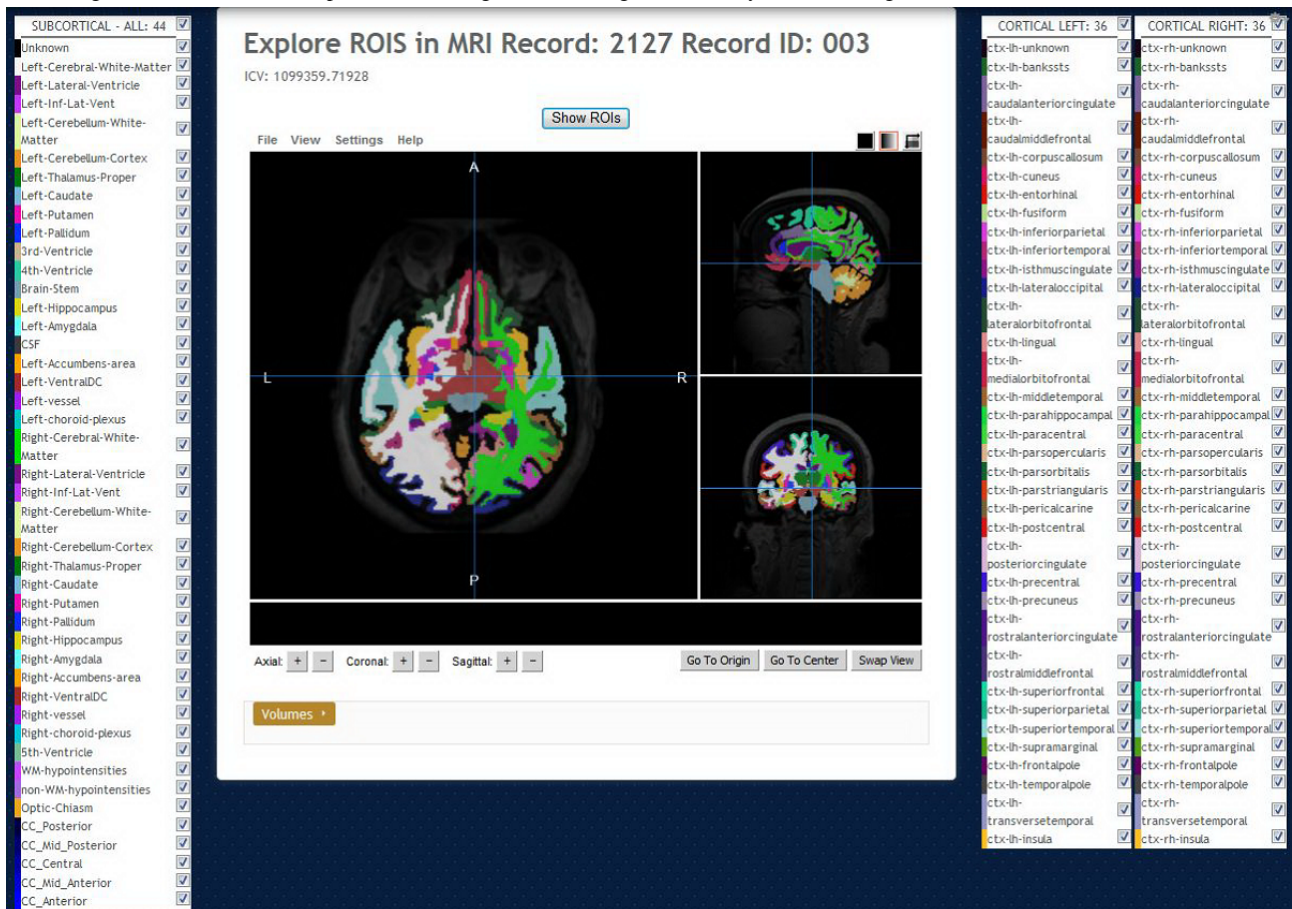 SUBCORTICAL - ALL: 44
Unknown
Left-Cerebral-White-Matter
Left-Lateral-Ventricle
Left-Inf-Lat-Vent
Left-Cerebellum-White-
Matter
Left-Cerebellum-Cortex
Left-Thalamus-Proper
Left-Caudate
Left-Putamen
Left-Pallidum
3rd-Ventricle
4th-Ventricle
Brain-Stem
Left-Hippocampus
Left-Amygdala
CSF
Left-Accumbens-area
Left-VentralDC
Left-vessel
Left-choroid-plexus
Right-Cerebral-White-
Matter
Right-Lateral-Ventricle
Right-Inf-Lat-Vent
Right-Cerebellum-White-
Matter
Right-Cerebellum-Cortex
Right-Thalamus-Proper
Right-Caudate
Right-Putamen
Right-Pallidum
Right-Hippocampus
Right-Amygdala
Right-Accumbens-area
Right-VentralDC
Right-vessel
Right-choroid-plexus
5th-Ventricle
WM-hypointensities
non-WM-hypointensities
Optic-Chiasm
CC_Posterior
CC_Mid_Posterior
CC_Central
CC_Mid_Anterior
CC_Anterior
Explore ROIS in MRI Record: 2127 Record ID: 003
ICV: 1099359.71928
Show ROIs
File View Settings Help
A
L
R
P
Axial: + - Coronal: + - Sagittal: + - Go To Origin Go To Center Swap View
Volumes
CORTICAL LEFT: 36
ctx-lh-unknown
ctx-lh-bankssts
ctx-lh-
caudalanteriorcingulate
ctx-lh-
caudalmiddlefrontal
ctx-lh-corpuscallosum
ctx-lh-cuneus
ctx-lh-entorhinal
ctx-lh-fusiform
ctx-lh-inferiorparietal
ctx-lh-inferiortemporal
ctx-lh-isthmuscingulate
ctx-lh-lateraloccipital
ctx-lh-
lateralorbitofrontal
ctx-lh-lingual
ctx-lh-
medialorbitofrontal
ctx-lh-middletemporal
ctx-lh-parahippocampal
ctx-lh-paracentral
ctx-lh-parsopercularis
ctx-lh-parsorbitalis
ctx-lh-parstriangularis
ctx-lh-pericalcarine
ctx-lh-postcentral
ctx-lh-
posteriorcingulate
ctx-lh-precentral
ctx-lh-precuneus
ctx-lh-
rostralanteriorcingulate
ctx-lh-
rostralmiddlefrontal
ctx-lh-superiorfrontal
ctx-lh-superiorparietal
ctx-lh-superiortemporal
ctx-lh-supramarginal
ctx-lh-frontalpole
ctx-lh-temporalpole
ctx-lh-
transversetemporal
ctx-lh-insula
CORTICAL RIGHT: 36
ctx-rh-unknown
ctx-rh-bankssts
ctx-rh-
caudalanteriorcingulate
ctx-rh-
caudalmiddlefrontal
ctx-rh-corpuscallosum
ctx-rh-cuneus
ctx-rh-entorhinal
ctx-rh-fusiform
ctx-rh-inferiorparietal
ctx-rh-inferiortemporal
ctx-rh-isthmuscingulate
ctx-rh-lateraloccipital
ctx-rh-
lateralorbitofrontal
ctx-rh-lingual
ctx-rh-
medialorbitofrontal
ctx-rh-middletemporal
ctx-rh-parahippocampal
ctx-rh-paracentral
ctx-rh-parsopercularis
ctx-rh-parsorbitalis
ctx-rh-parstriangularis
ctx-rh-pericalcarine
ctx-rh-postcentral
ctx-rh-
posteriorcingulate
ctx-rh-precentral
ctx-rh-precuneus
ctx-rh-
rostralanteriorcingulate
ctx-rh-
rostralmiddlefrontal
ctx-rh-superiorfrontal
ctx-rh-superiorparietal
ctx-rh-superiortemporal
ctx-rh-supramarginal
ctx-rh-frontalpole
ctx-rh-temporalpole
ctx-rh-
transversetemporal
ctx-rh-insula